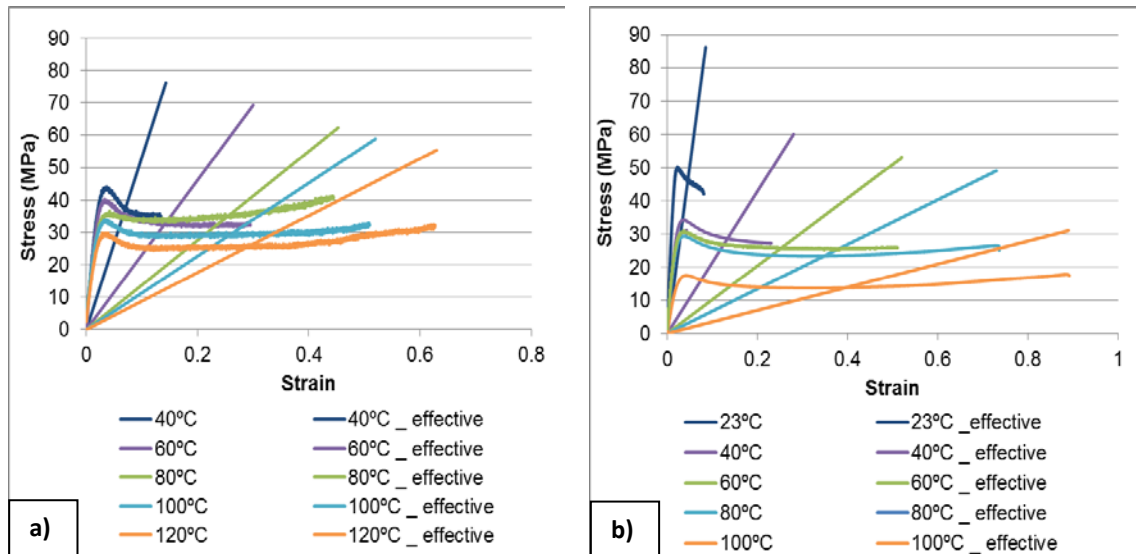 90
80
70
60
50
40
30
20
10
0
Stress (MPa)
0 0.2 0.4 0.6 0.8
Strain
40ºC 40ºC _ effective
60ºC 60ºC _ effective
80ºC 80ºC _ effective
100ºC 100ºC _ effective
120ºC 120ºC _ effective
a)
90
80
70
60
50
40
30
20
10
0
Stress (MPa)
0 0.2 0.4 0.6 0.8 1
Strain
23ºC 23ºC _effective
40ºC 40ºC _ effective
60ºC 60ºC _ effective
80ºC 80ºC _ effective
100ºC 100ºC _ effective
b)